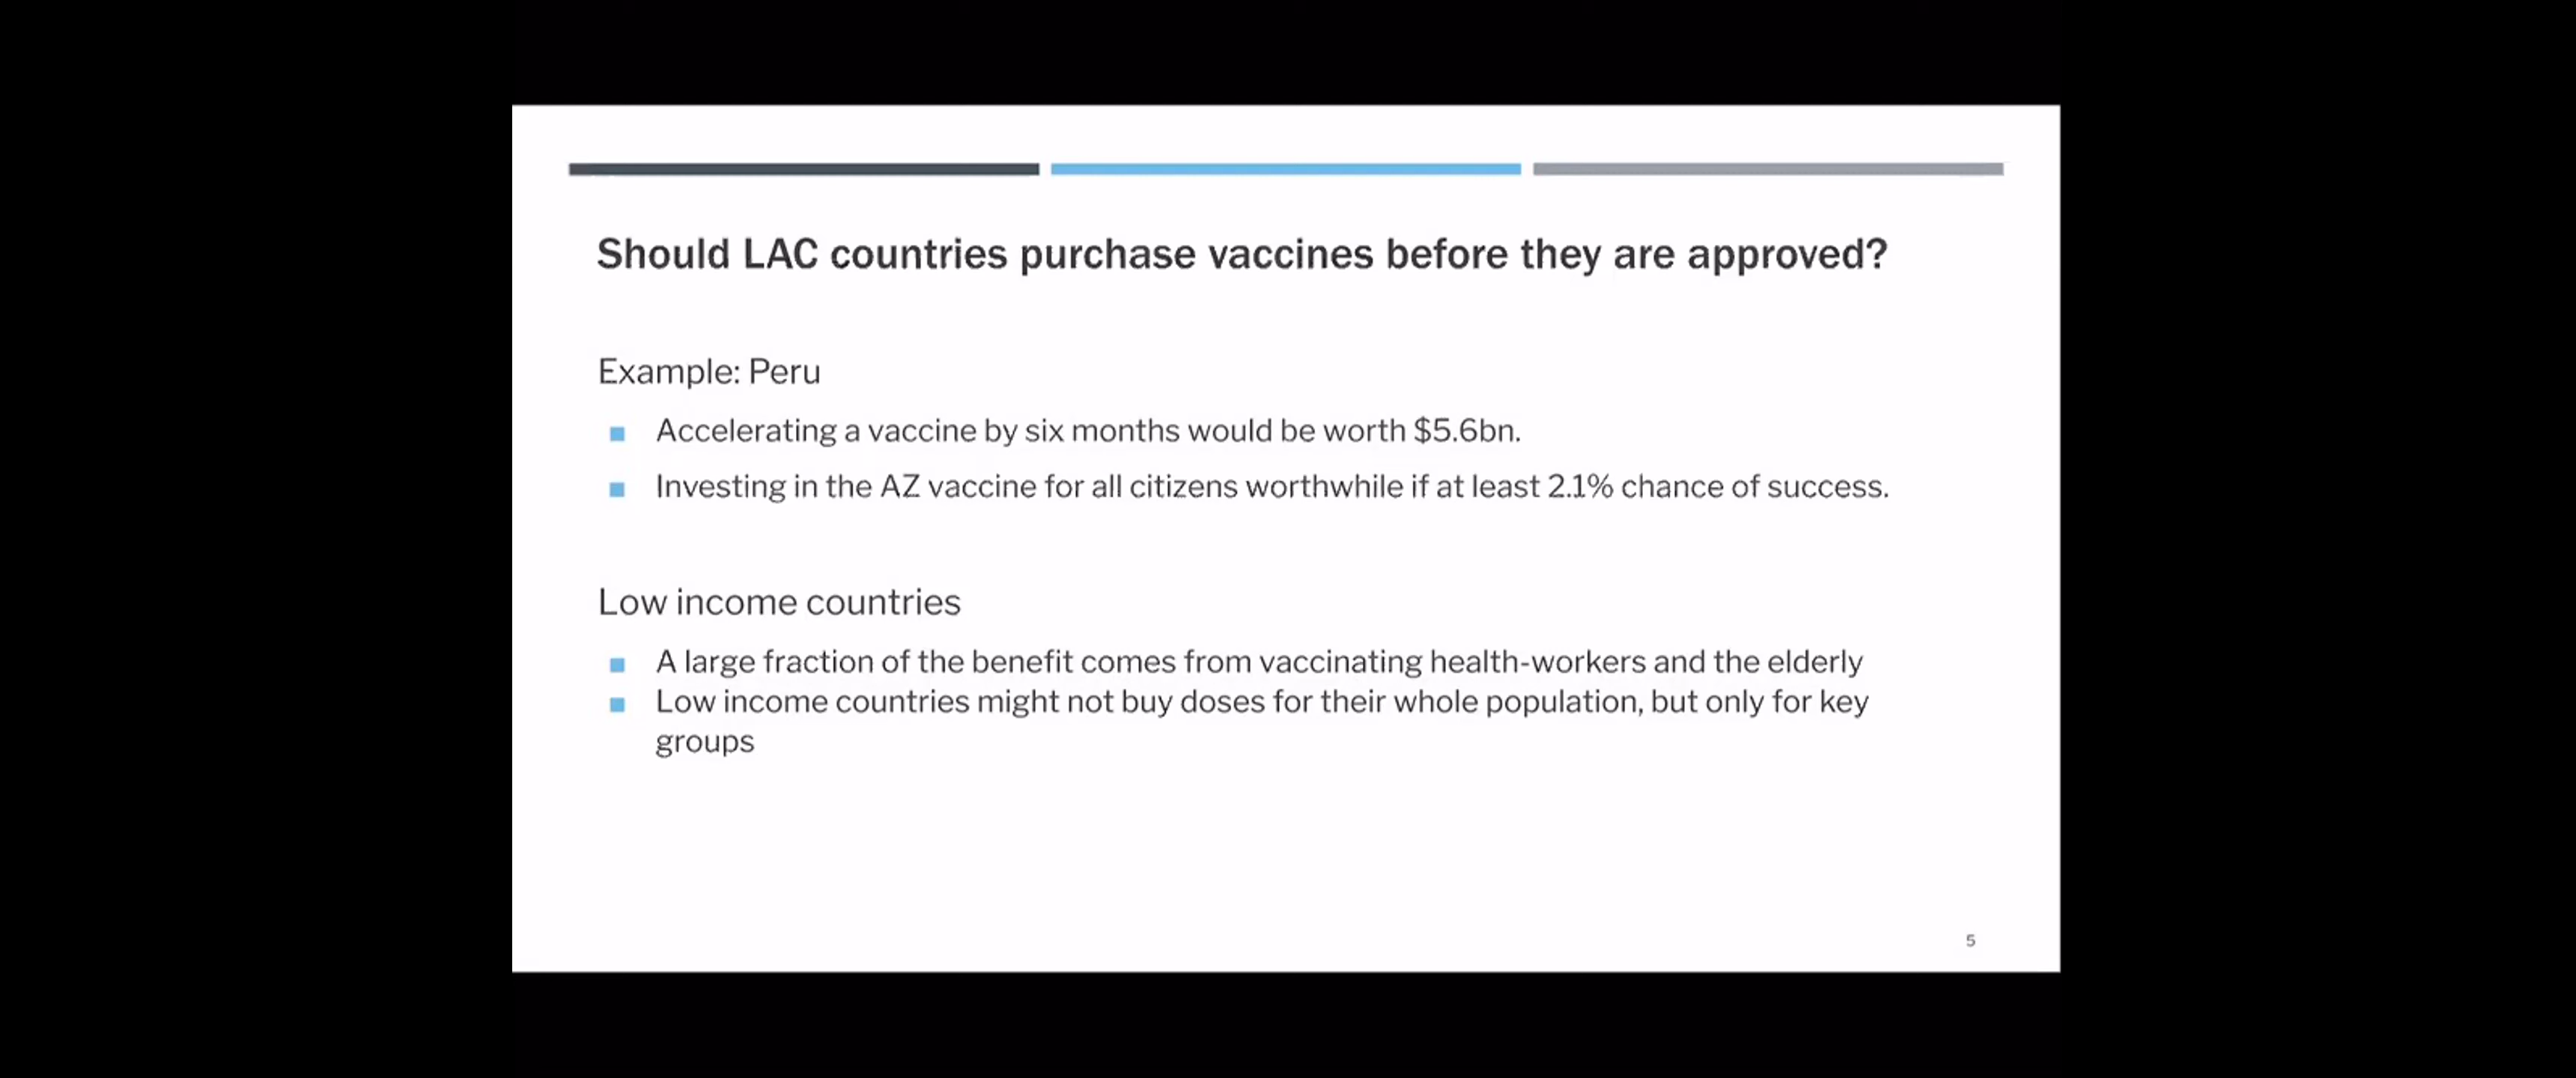 Should LAC countries purchase vaccines before they are approved?
Example: Peru
Accelerating a vaccine by six months would be worth $5.6bn.
Investing in the AZ vaccine for all citizens worthwhile if at least 2.1% chance of success.
Low income countries
A large fraction of the benefit comes from vaccinating health-workers and the elderly
Low income countries might not buy doses for their whole population, but only for key
groups
5